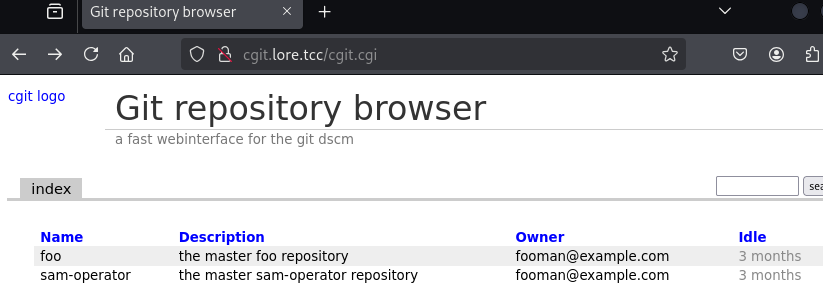 Git repository browser
cgit.lore.tcc/cgit.cgi
cgit logo
Git repository browser
a fast webinterface for the git dscm
index
sea
Name Description Owner Idle
foo the master foo repository fooman@example.com 3 months
sam-operator the master sam-operator repository fooman@example.com 3 months